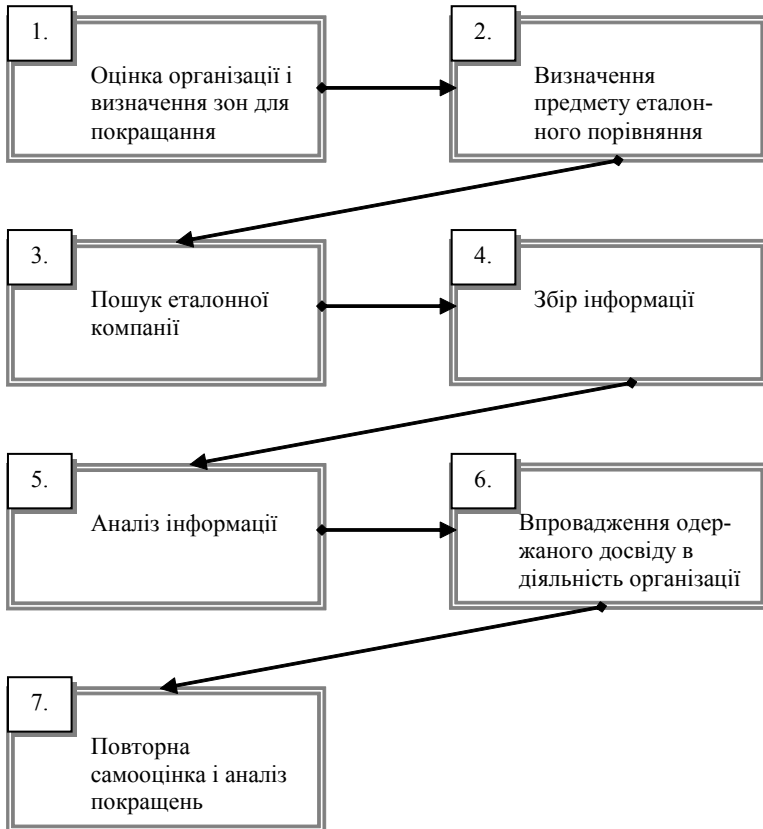 1.
Оцінка організації і
визначення зон для
покращання
2.
Визначення
предмету еталон-
ного порівняння
3.
Пошук еталонної
компанії
4.
Збір інформації
5.
Аналіз інформації
6.
Впровадження одер-
жаного досвіду в
діяльність організації
7.
Повторна
самооцінка і аналіз
покращень